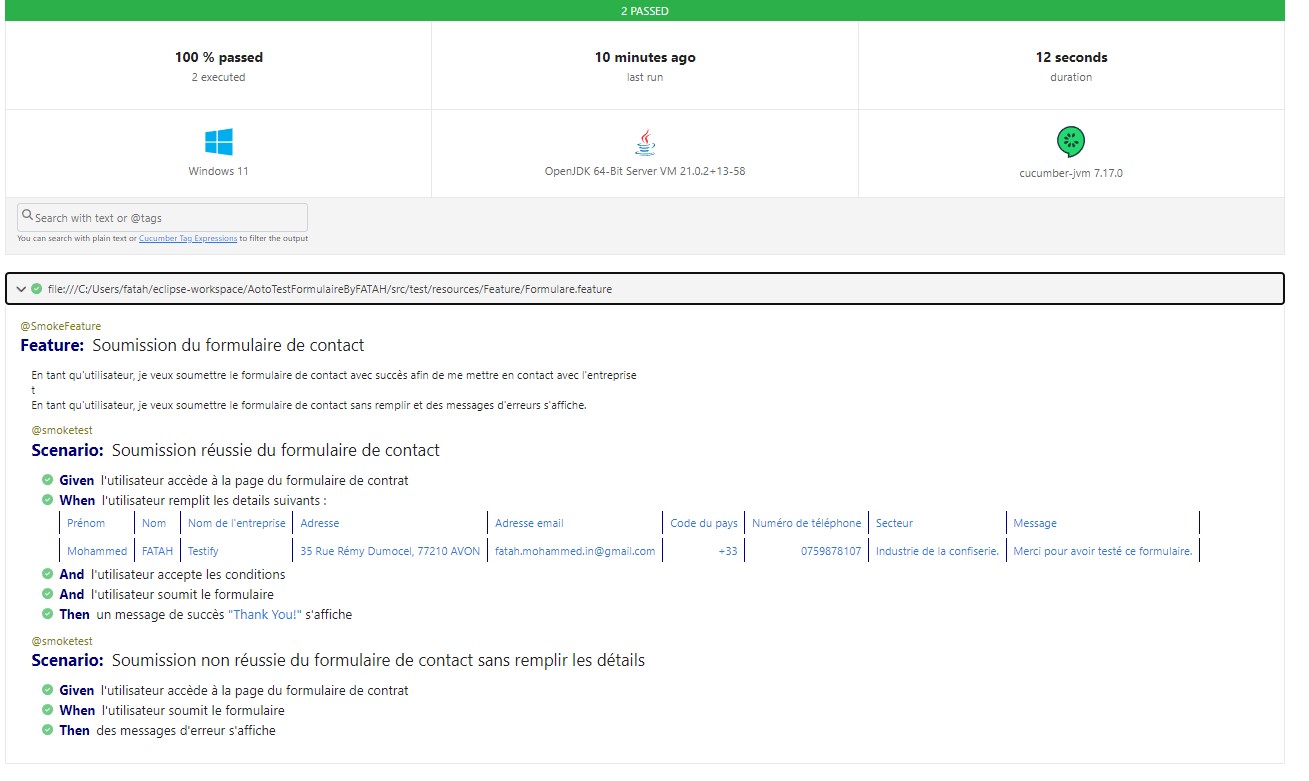 2 PASSED
100 % passed
2 executed
10 minutes ago
last run
12 seconds
duration
Windows 11
OpenJDK 64-Bit Server VM 21.0.2+13-58
cucumber-jvm 7.17.0
Search with text or @tags
You can search with plain text or Cucumber Tag Expressions to filter the output
file:///C:/Users/fatah/eclipse-workspace/AotoTestFormulaireByFATAH/src/test/resources/Feature/Formulare.feature
@SmokeFeature
Feature: Soumission du formulaire de contact
En tant qu'utilisateur, je veux soumettre le formulaire de contact avec succès afin de me mettre en contact avec l'entreprise
t
En tant qu'utilisateur, je veux soumettre le formulaire de contact sans remplir et des messages d'erreurs s'affiche.
@smoketest
Scenario: Soumission réussie du formulaire de contact
Given l'utilisateur accède à la page du formulaire de contrat
When l'utilisateur remplit les details suivants :
Prénom Nom Nom de l'entreprise Adresse Adresse email Code du pays Numéro de téléphone Secteur Message
Mohammed FATAH Testify 35 Rue Rémy Dumocel, 77210 AVON fatah.mohammed.in@gmail.com +33 0759878107 Industrie de la confiserie. Merci pour avoir testé ce formulaire.
And l'utilisateur accepte les conditions
And l'utilisateur soumit le formulaire
Then un message de succès "Thank You!" s'affiche
@smoketest
Scenario: Soumission non réussie du formulaire de contact sans remplir les détails
Given l'utilisateur accède à la page du formulaire de contrat
When l'utilisateur soumit le formulaire
Then des messages d'erreur s'affiche